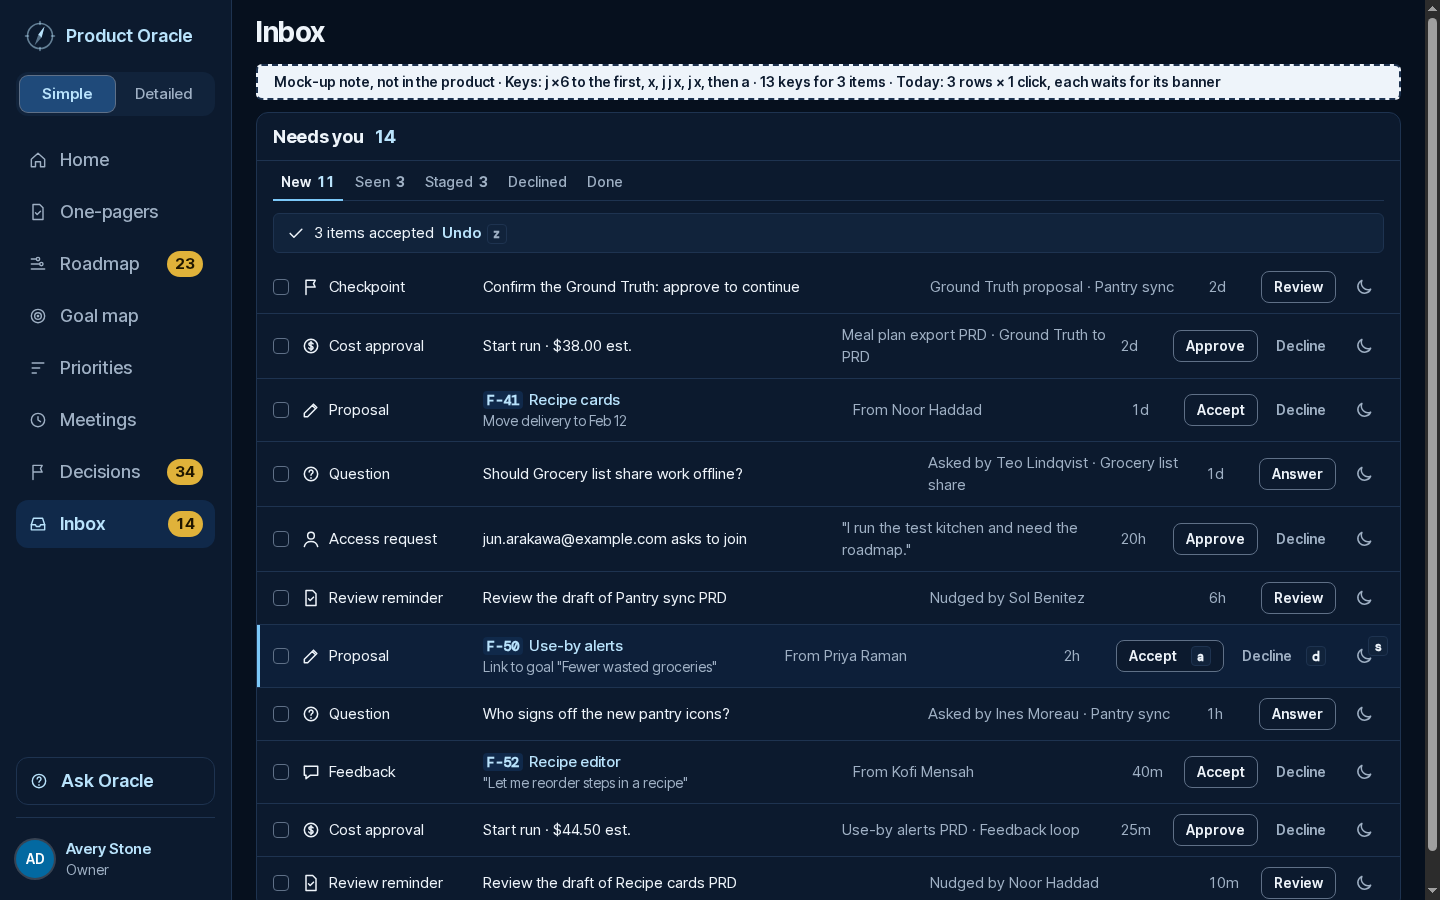 Product Oracle
Simple Detailed
Home
One-pagers
Roadmap 23
Goal map
Priorities
Meetings
Decisions 34
Inbox 14
Ask Oracle
AD Avery Stone
Owner
Inbox
Mock-up note, not in the product · Keys: j ×6 to the first, x, j j x, j x, then a · 13 keys for 3 items · Today: 3 rows × 1 click, each waits for its banner
Needs you 14
New 11 Seen 3 Staged 3 Declined Done
3 items accepted Undo z
Checkpoint Confirm the Ground Truth: approve to continue Ground Truth proposal · Pantry sync 2d Review
Cost approval Start run · $38.00 est. Meal plan export PRD · Ground Truth to PRD 2d Approve Decline
Proposal F-41 Recipe cards From Noor Haddad 1d Accept Decline
Move delivery to Feb 12
Question Should Grocery list share work offline? Asked by Teo Lindqvist · Grocery list share 1d Answer
Access request jun.arakawa@example.com asks to join "I run the test kitchen and need the roadmap." 20h Approve Decline
Review reminder Review the draft of Pantry sync PRD Nudged by Sol Benitez 6h Review
Proposal F-50 Use-by alerts From Priya Raman 2h Accept a Decline d s
Link to goal "Fewer wasted groceries"
Question Who signs off the new pantry icons? Asked by Ines Moreau · Pantry sync 1h Answer
Feedback F-52 Recipe editor From Kofi Mensah 40m Accept Decline
"Let me reorder steps in a recipe"
Cost approval Start run · $44.50 est. Use-by alerts PRD · Feedback loop 25m Approve Decline
Review reminder Review the draft of Recipe cards PRD Nudged by Noor Haddad 10m Review